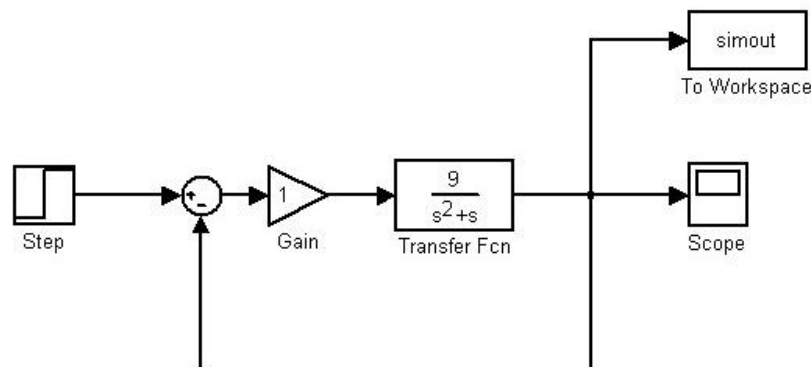 simout
To Workspace
+
-
1
9
s²+s
Step
Gain
Transfer Fcn
Scope